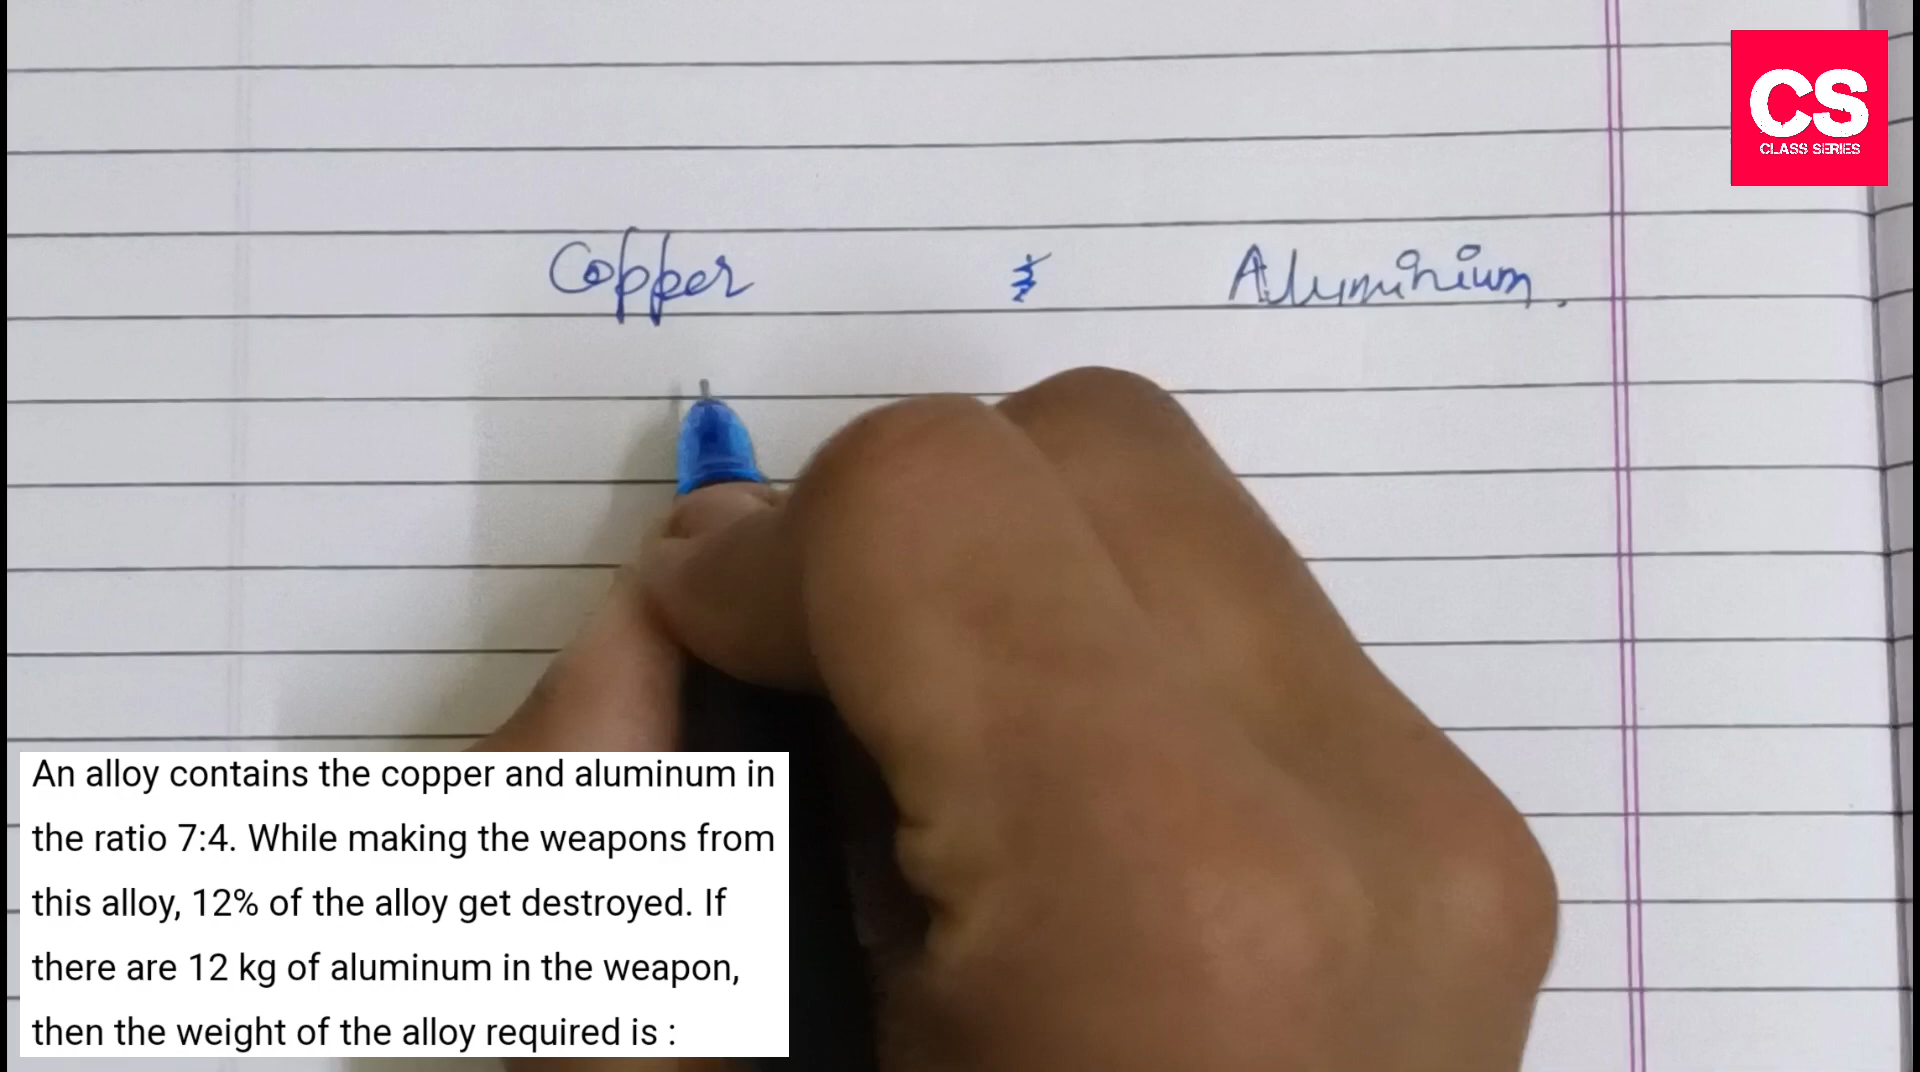 CS
CLASS SERIES
Copper & Aluminium.
An alloy contains the copper and aluminum in
the ratio 7:4. While making the weapons from
this alloy, 12% of the alloy get destroyed. If
there are 12 kg of aluminum in the weapon,
then the weight of the alloy required is :